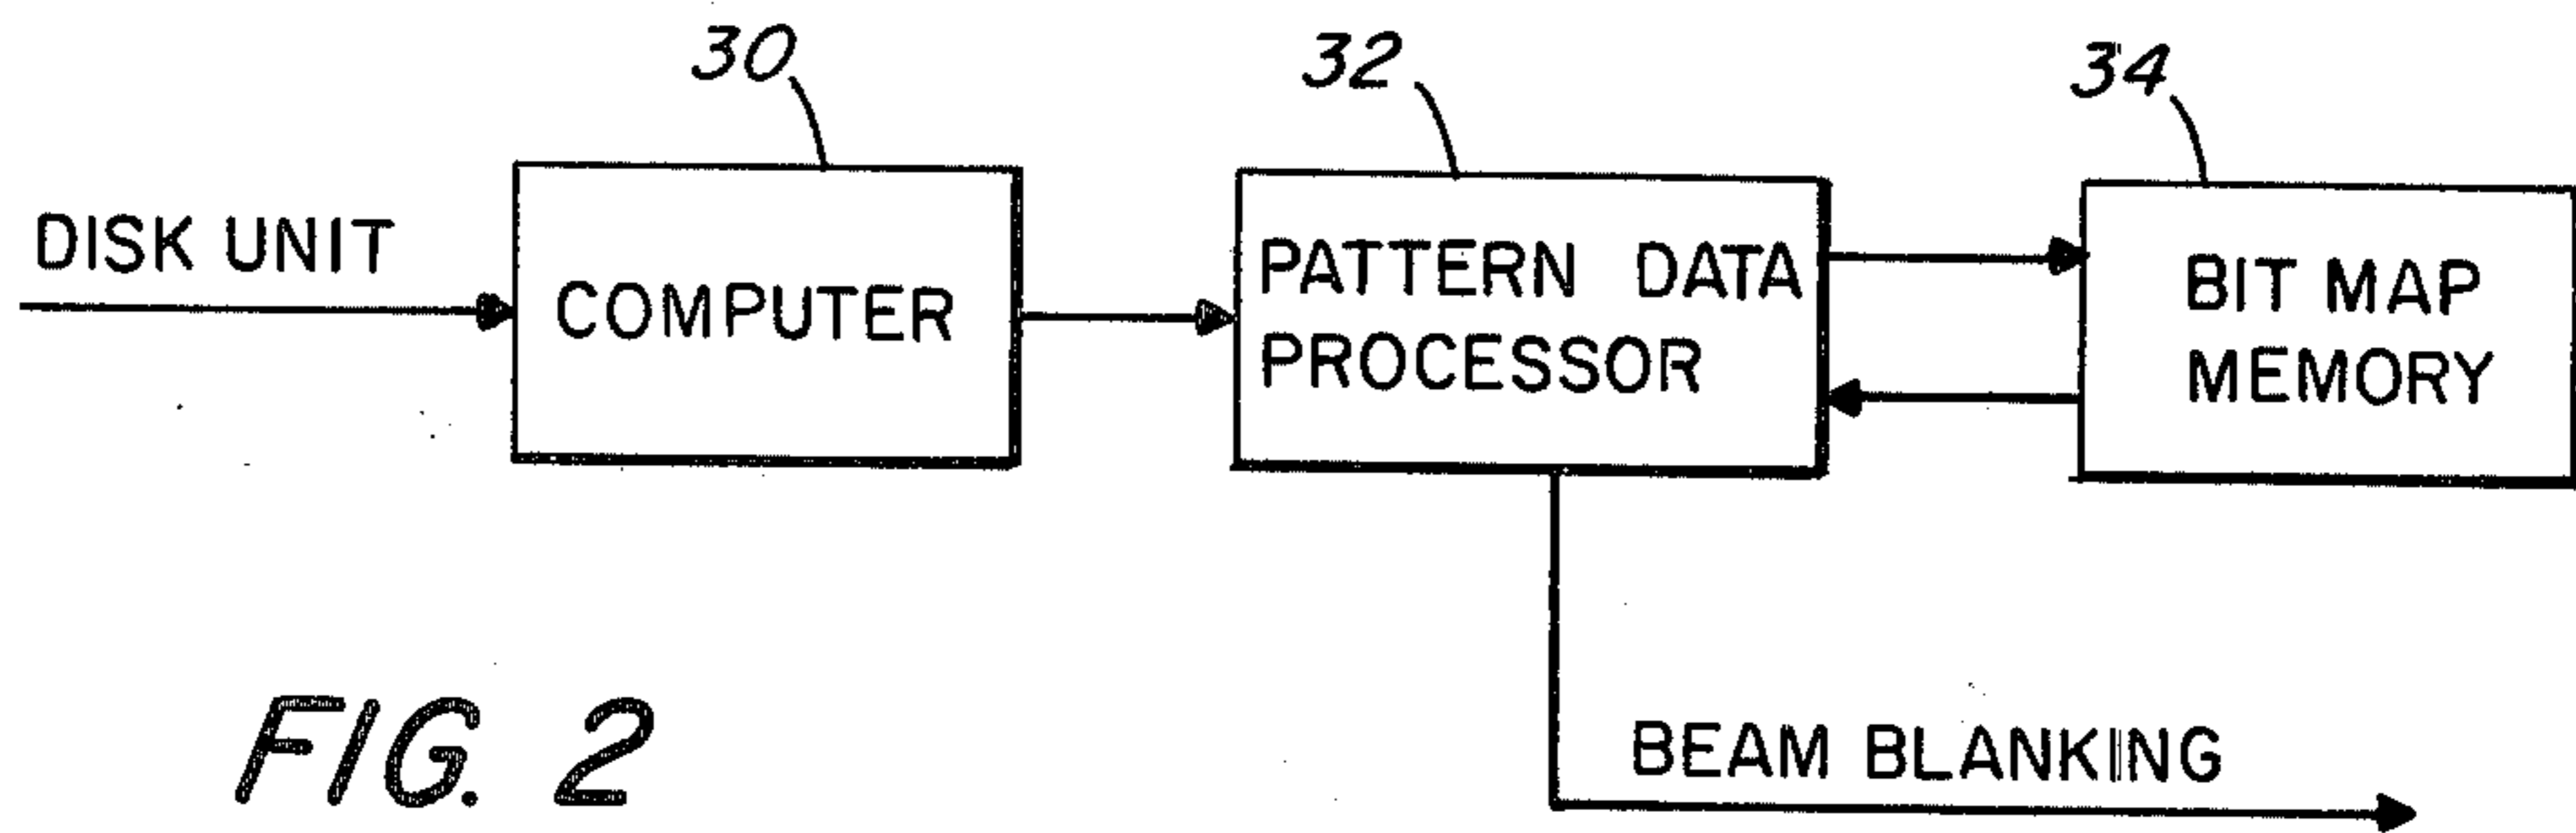 30
32
34
DISK UNIT
COMPUTER
PATTERN DATA
PROCESSOR
BIT MAP
MEMORY
BEAM BLANKING
FIG. 2